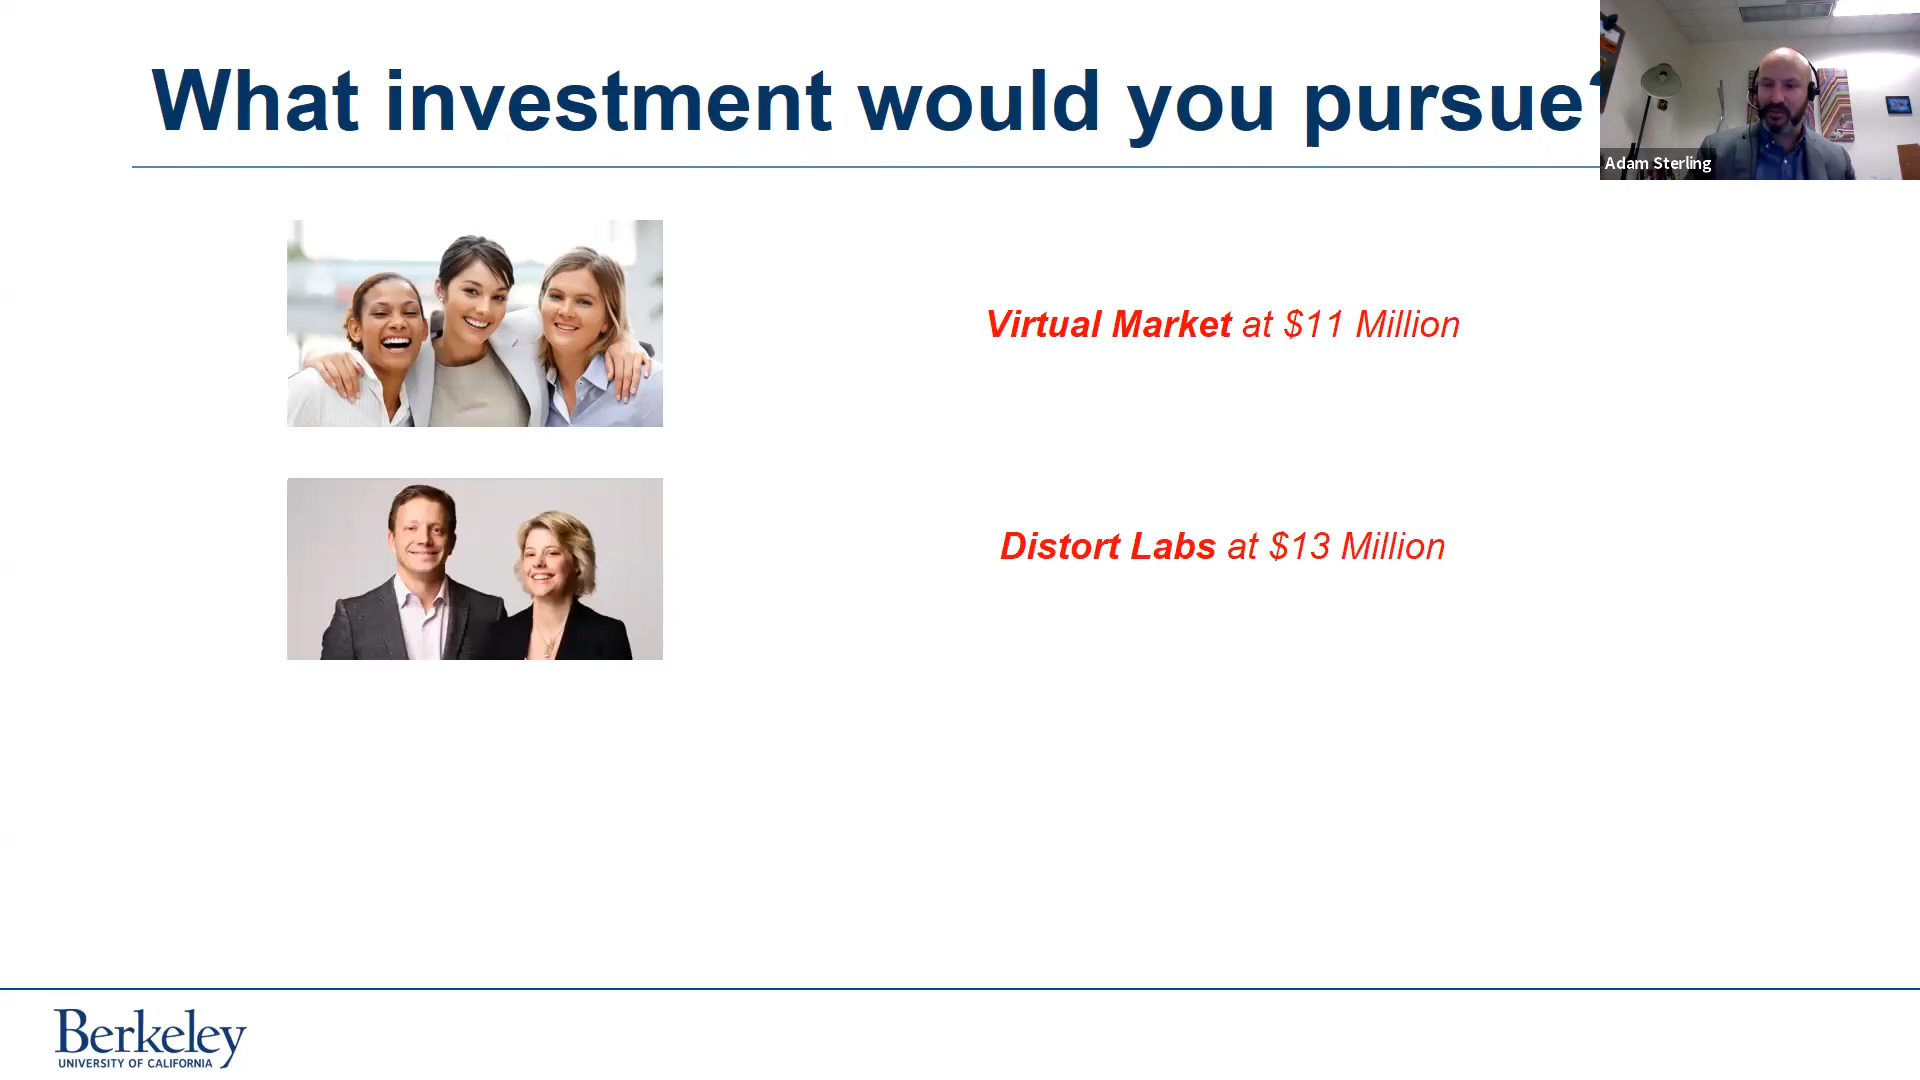 What investment would you pursue?
Adam Sterling
Virtual Market at $11 Million
Distort Labs at $13 Million
Berkeley
UNIVERSITY OF CALIFORNIA